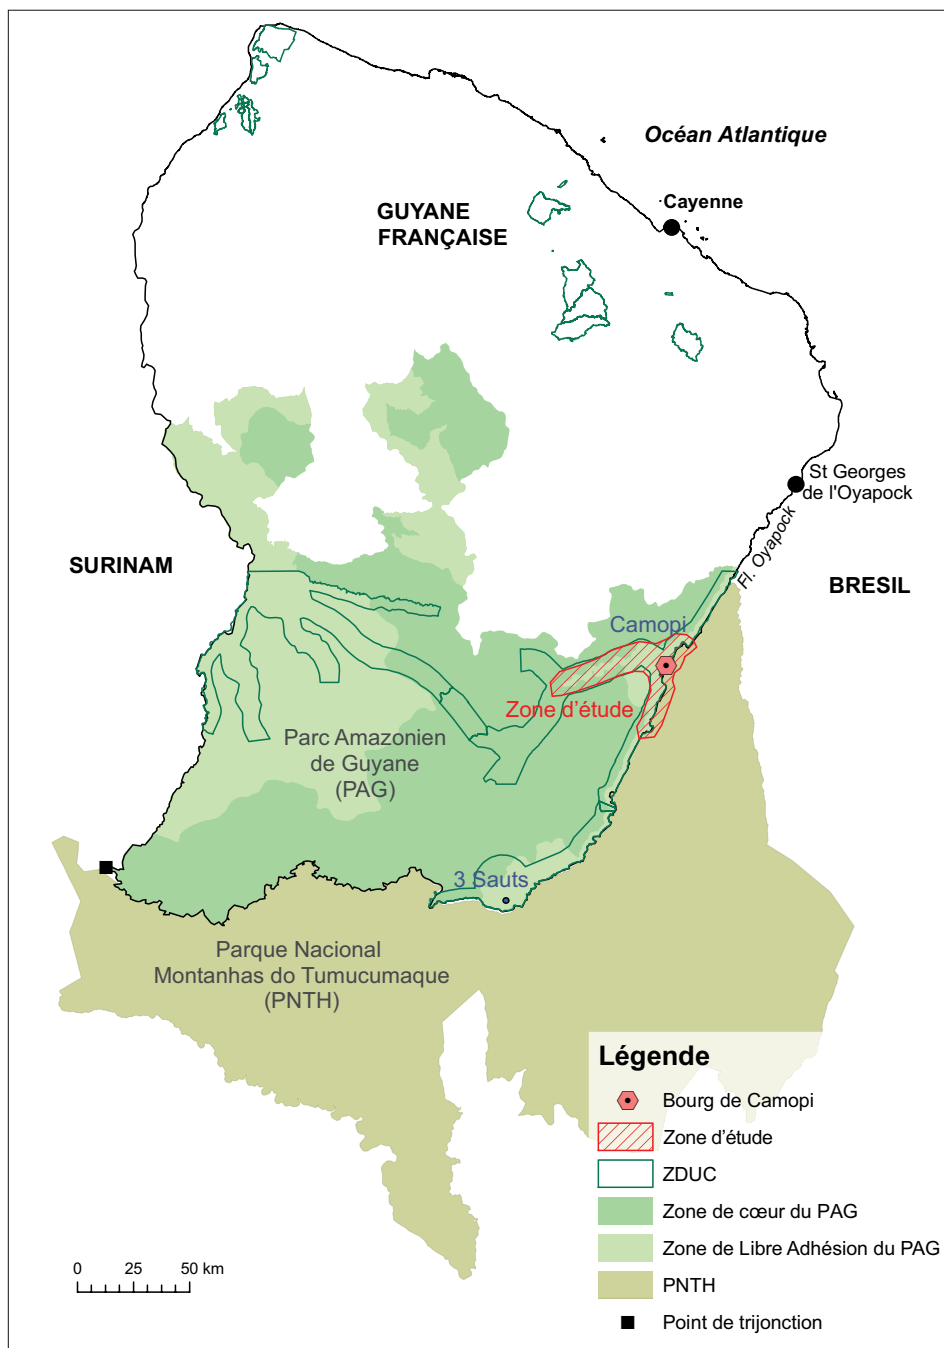 Océan Atlantique
Cayenne
GUYANE
FRANÇAISE
St Georges
de l'Oyapock
Fl. Oyapock
SURINAM
BRESIL
Camopi
Zone d'étude
Parc Amazonien
de Guyane
(PAG)
3 Sauts
Parque Nacional
Montanhas do Tumucumaque
(PNTH)
Légende
Bourg de Camopi
Zone d'étude
ZDUC
Zone de cœur du PAG
Zone de Libre Adhésion du PAG
PNTH
Point de trijonction
0 25 50 km